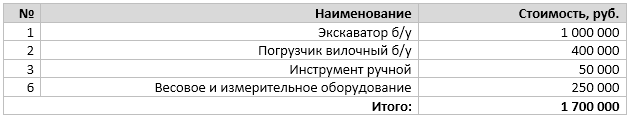 № Наименование Стоимость, руб.
1 Экскаватор б/у 1 000 000
2 Погрузчик вилочный б/у 400 000
3 Инструмент ручной 50 000
6 Весовое и измерительное оборудование 250 000
Итого: 1 700 000